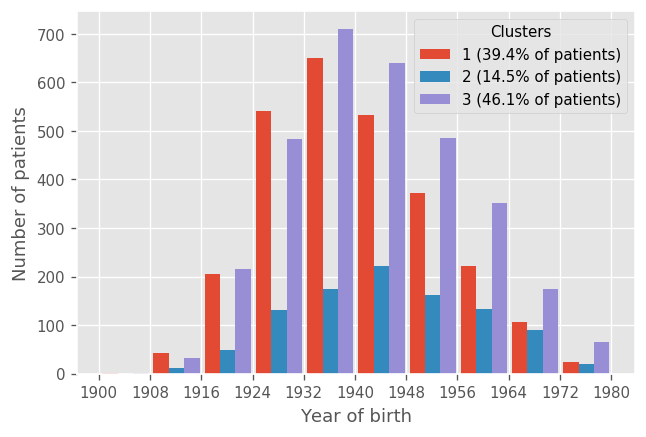 Clusters
1 (39.4% of patients)
2 (14.5% of patients)
3 (46.1% of patients)
Number of patients
700
600
500
400
300
200
100
0
1900 1908 1916 1924 1932 1940 1948 1956 1964 1972 1980
Year of birth